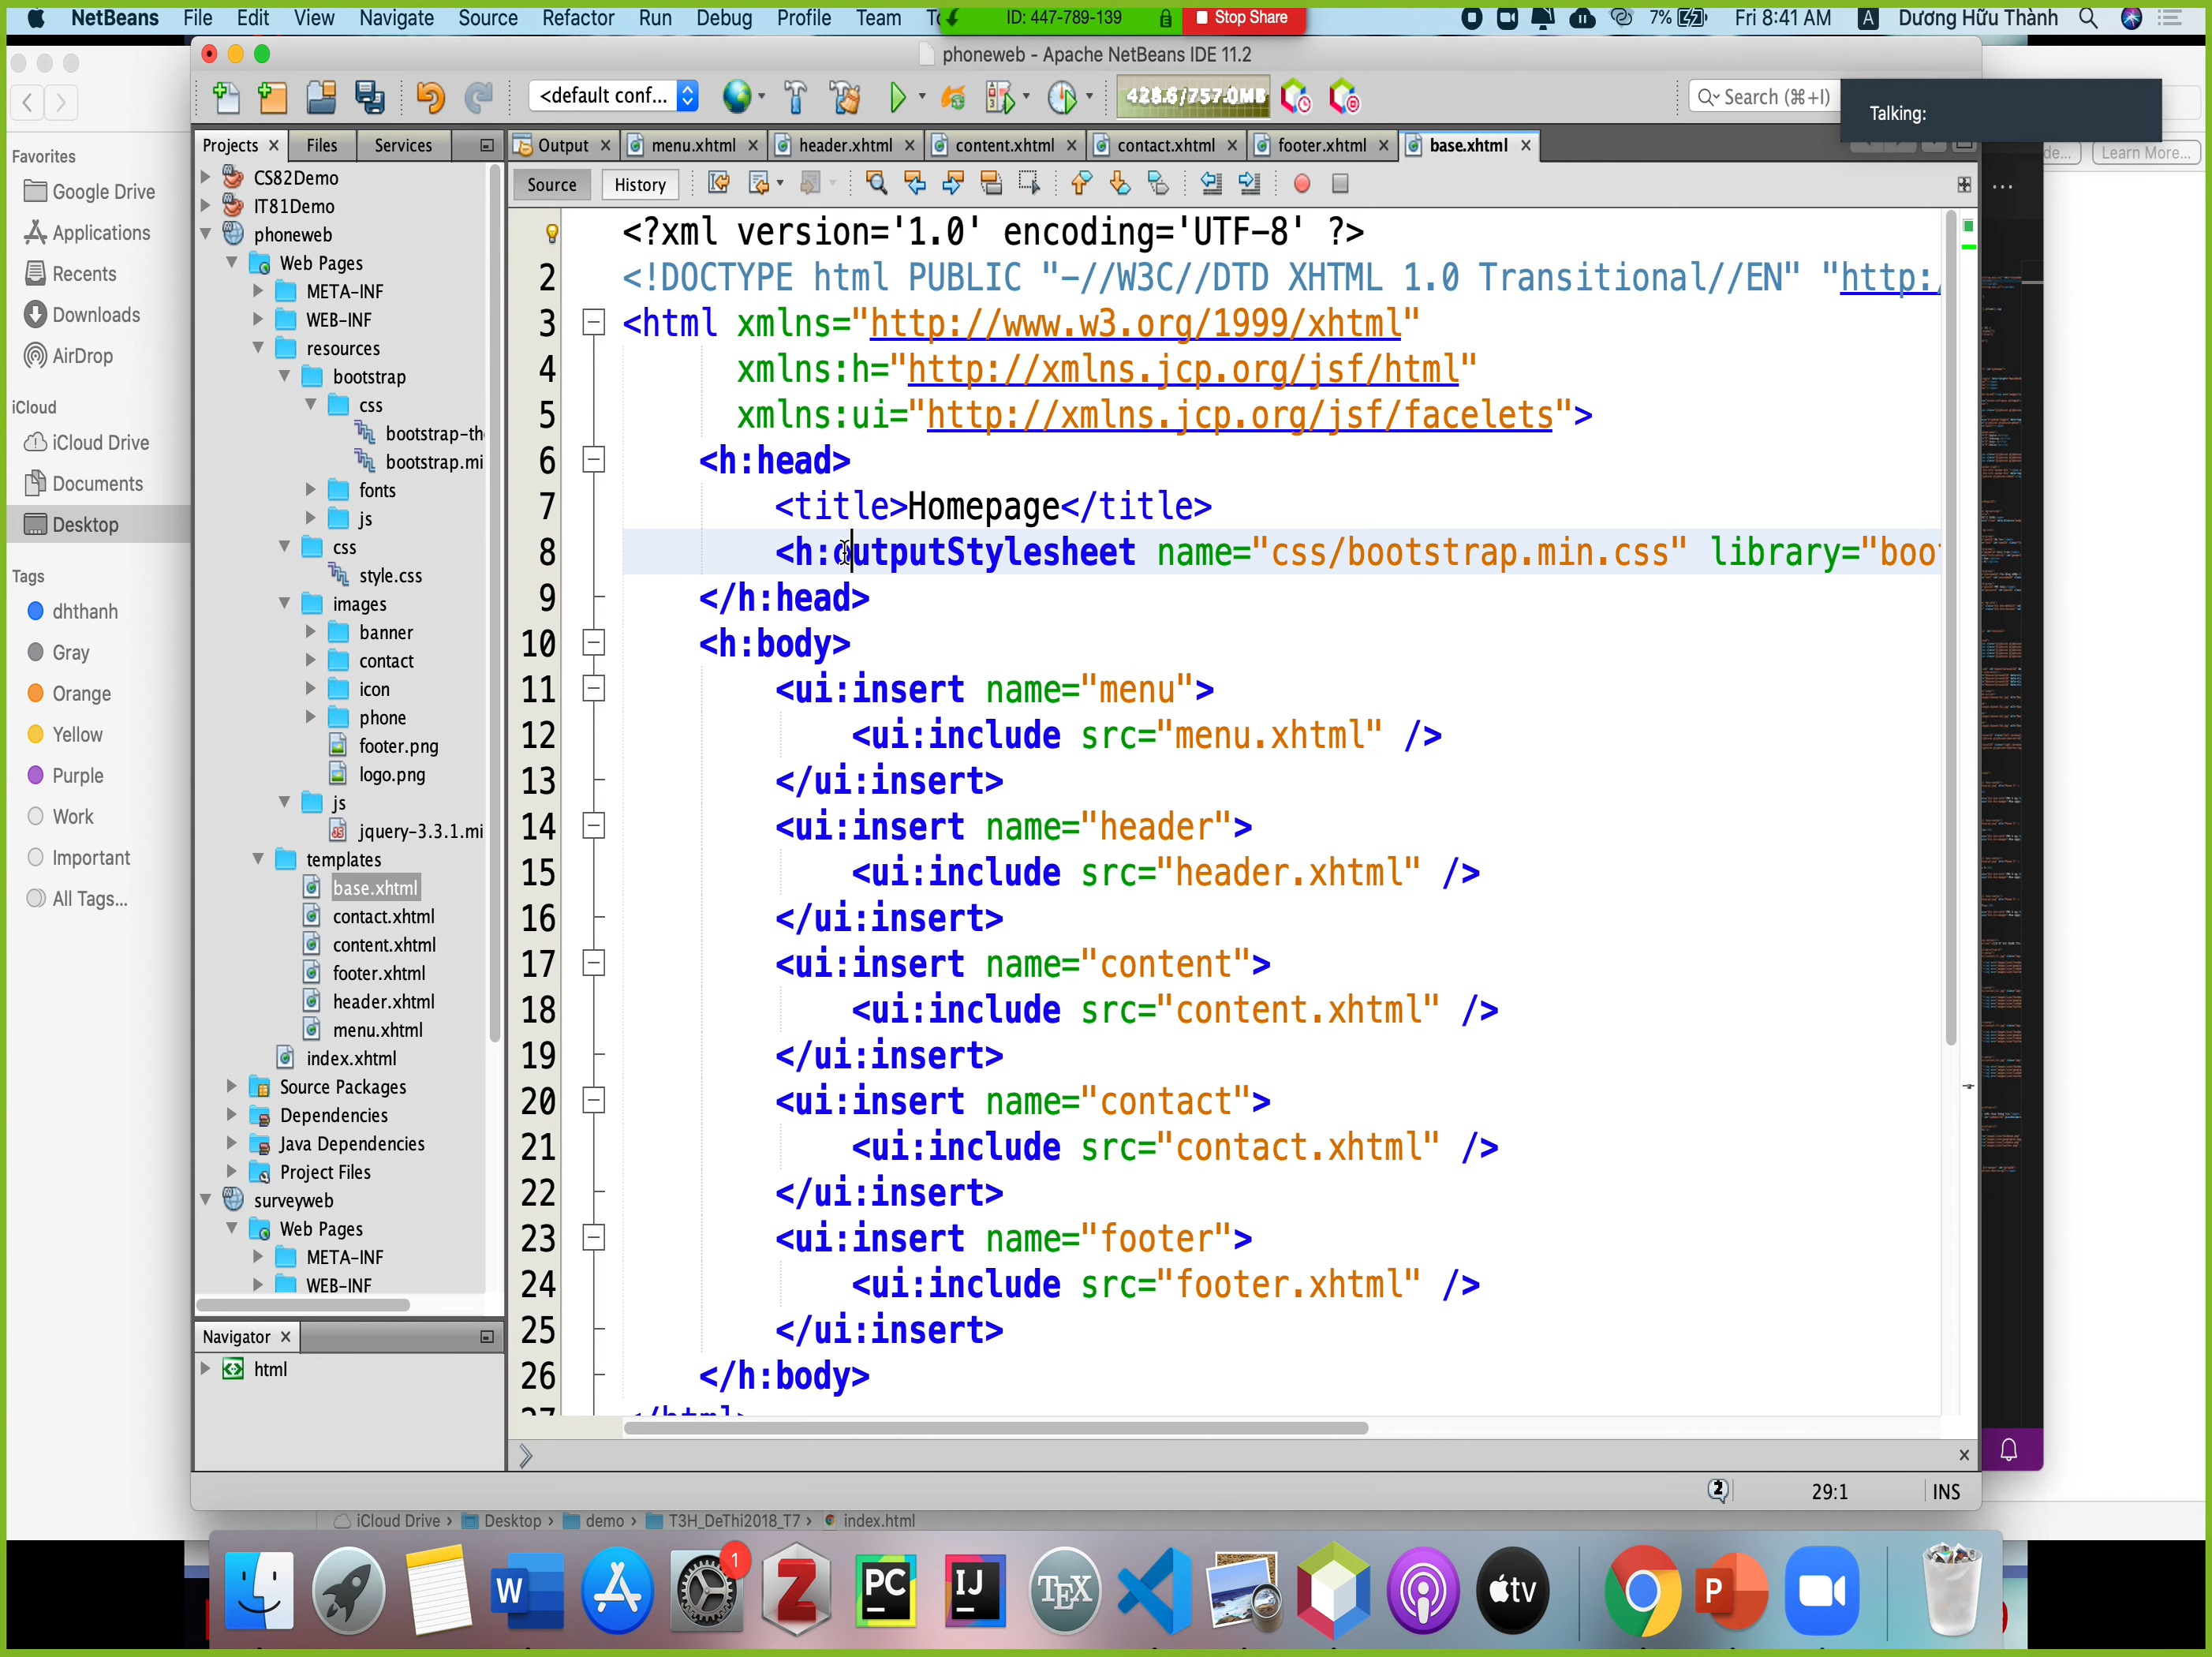 NetBeans File Edit View Navigate Source Refactor Run Debug Profile Team
ID: 447-789-139
Stop Share
7%
Fri 8:41 AM
A
Dương Hữu Thành
phoneweb - Apache NetBeans IDE 11.2
<default conf...
428.6/757.0MB
Search (⌘+I)
Talking:
Learn More...
Favorites
Google Drive
Applications
Recents
Downloads
AirDrop
iCloud
iCloud Drive
Documents
Desktop
Tags
dhthanh
Gray
Orange
Yellow
Purple
Work
Important
All Tags...
Projects
Files
Services
CS82Demo
IT81Demo
phoneweb
Web Pages
META-INF
WEB-INF
resources
bootstrap
css
bootstrap-th
bootstrap.mi
fonts
js
css
style.css
images
banner
contact
icon
phone
footer.png
logo.png
js
jquery-3.3.1.mi
templates
base.xhtml
contact.xhtml
content.xhtml
footer.xhtml
header.xhtml
menu.xhtml
index.xhtml
Source Packages
Dependencies
Java Dependencies
Project Files
surveyweb
Web Pages
META-INF
WEB-INF
Navigator
html
Output
menu.xhtml
header.xhtml
content.xhtml
contact.xhtml
footer.xhtml
base.xhtml
Source
History
<?xml version='1.0' encoding='UTF-8' ?>
2 <!DOCTYPE html PUBLIC "-//W3C//DTD XHTML 1.0 Transitional//EN" "http:/
3 <html xmlns="http://www.w3.org/1999/xhtml"
4 xmlns:h="http://xmlns.jcp.org/jsf/html"
5 xmlns:ui="http://xmlns.jcp.org/jsf/facelets">
6 <h:head>
7 <title>Homepage</title>
8 <h:outputStylesheet name="css/bootstrap.min.css" library="boo
9 </h:head>
10 <h:body>
11 <ui:insert name="menu">
12 <ui:include src="menu.xhtml" />
13 </ui:insert>
14 <ui:insert name="header">
15 <ui:include src="header.xhtml" />
16 </ui:insert>
17 <ui:insert name="content">
18 <ui:include src="content.xhtml" />
19 </ui:insert>
20 <ui:insert name="contact">
21 <ui:include src="contact.xhtml" />
22 </ui:insert>
23 <ui:insert name="footer">
24 <ui:include src="footer.xhtml" />
25 </ui:insert>
26 </h:body>
27 </html>
29:1
INS
iCloud Drive › Desktop › demo › T3H_DeThi2018_T7 › index.html
W
1
Z
PC
IJ
TEX
tv
P